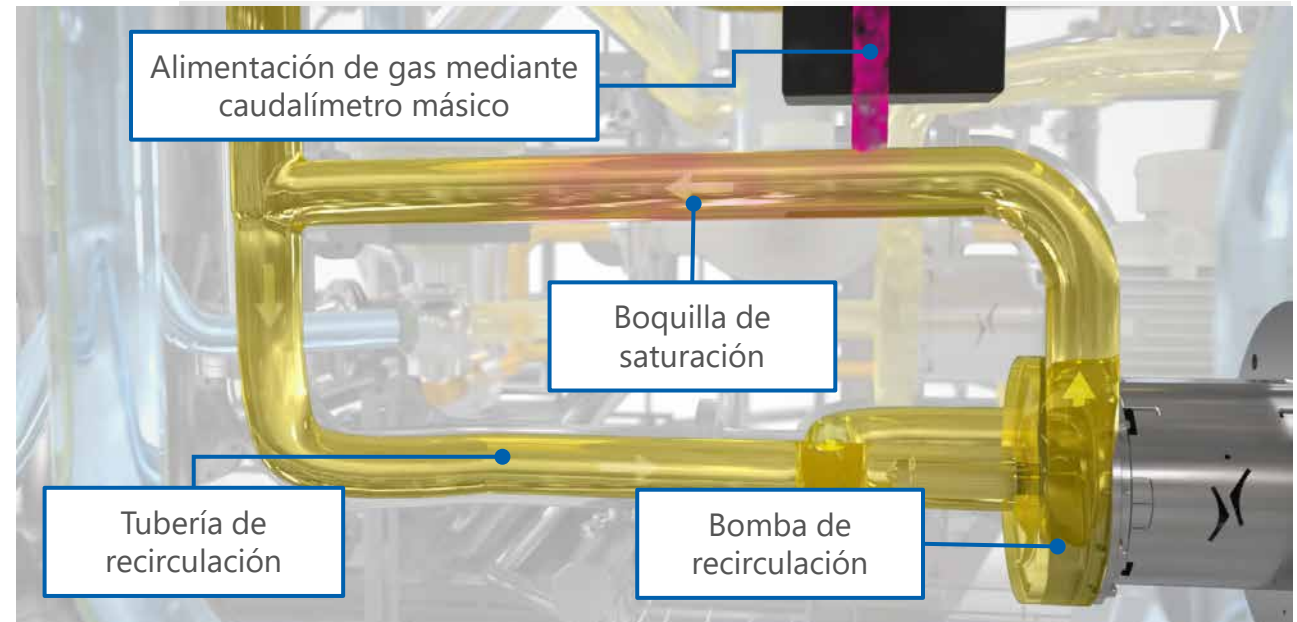 Alimentación de gas mediante
caudalímetro másico
Boquilla de
saturación
Tubería de
recirculación
Bomba de
recirculación